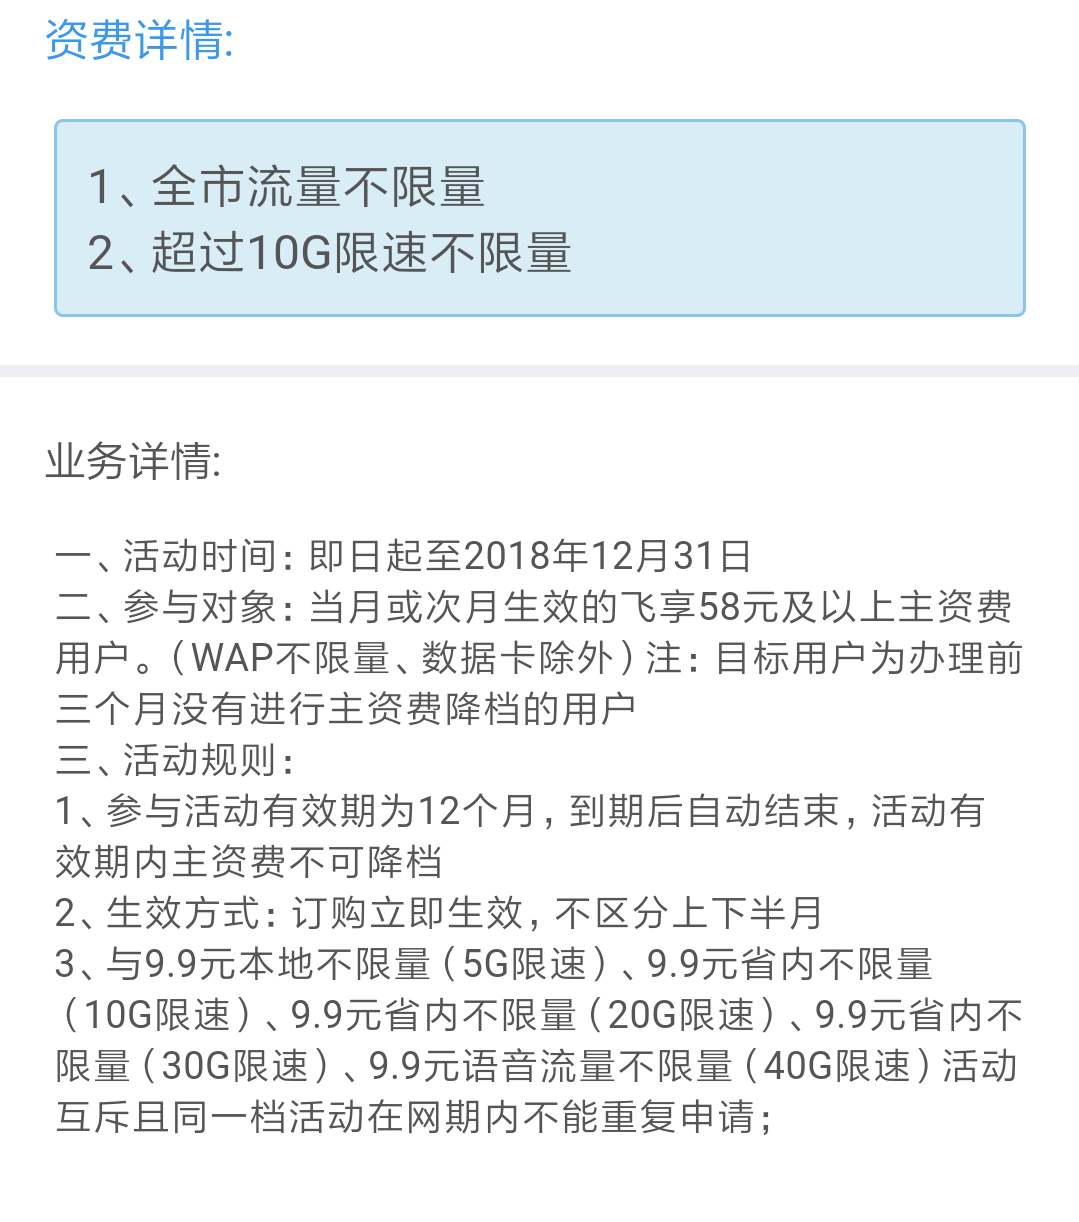 资费详情:
1、全市流量不限量
2、超过10G限速不限量
业务详情:
一、活动时间：即日起至2018年12月31日
二、参与对象：当月或次月生效的飞享58元及以上主资费
用户。（WAP不限量、数据卡除外）注：目标用户为办理前
三个月没有进行主资费降档的用户
三、活动规则：
1、参与活动有效期为12个月，到期后自动结束，活动有
效期内主资费不可降档
2、生效方式：订购立即生效，不区分上下半月
3、与9.9元本地不限量（5G限速）、9.9元省内不限量
（10G限速）、9.9元省内不限量（20G限速）、9.9元省内不
限量（30G限速）、9.9元语音流量不限量（40G限速）活动
互斥且同一档活动在网期内不能重复申请；